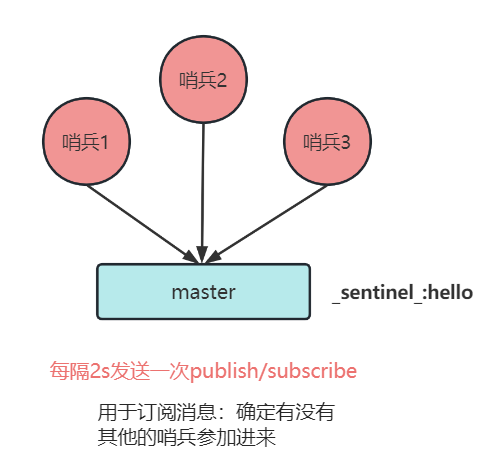 哨兵2
哨兵1
哨兵3
master
_sentinel_:hello
每隔2s发送一次publish/subscribe
用于订阅消息：确定有没有
其他的哨兵参加进来